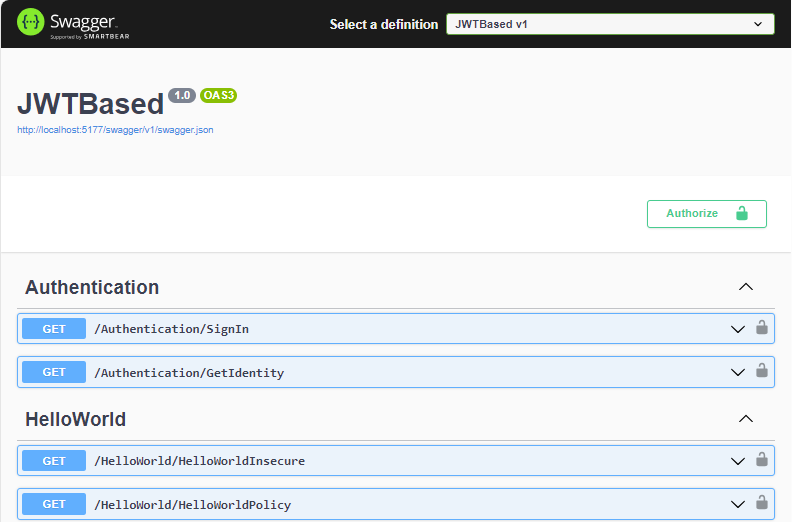 Swagger
Supported by SMARTBEAR
Select a definition
JWTBased v1
JWTBased 1.0 OAS3
http://localhost:5177/swagger/v1/swagger.json
Authorize
Authentication
GET /Authentication/SignIn
GET /Authentication/GetIdentity
HelloWorld
GET /HelloWorld/HelloWorldInsecure
GET /HelloWorld/HelloWorldPolicy